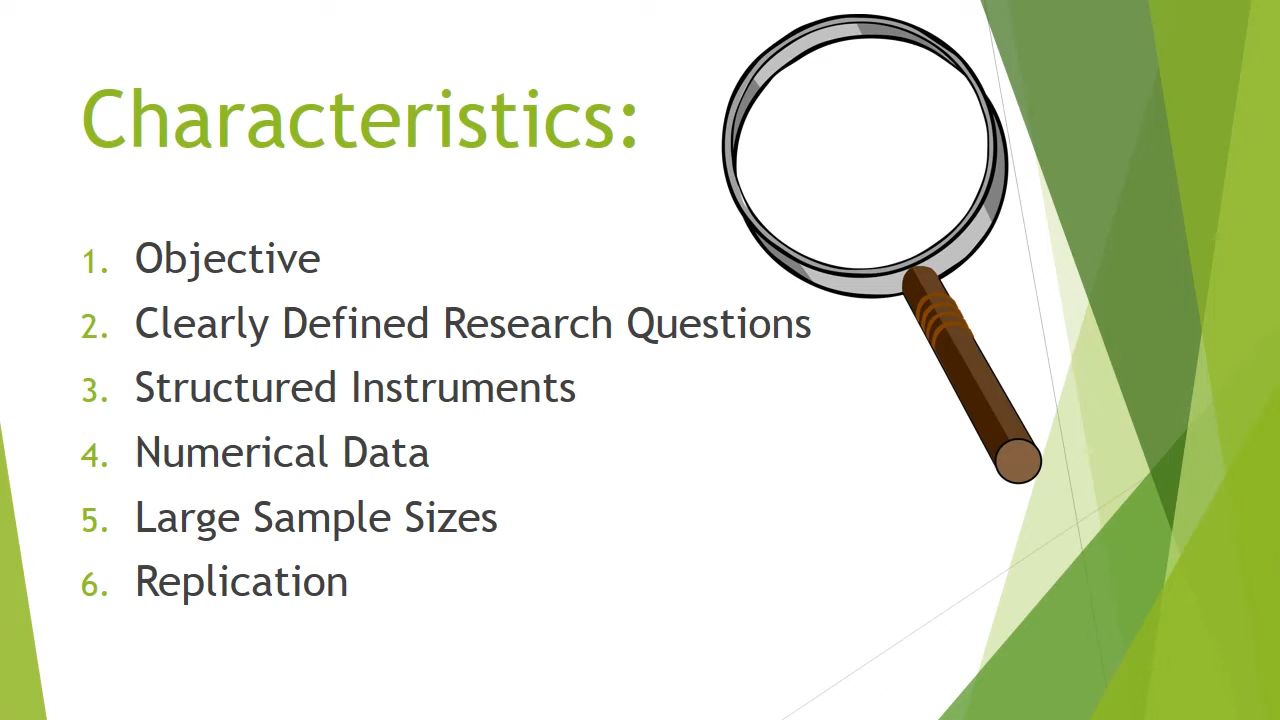 Characteristics:
1. Objective
2. Clearly Defined Research Questions
3. Structured Instruments
4. Numerical Data
5. Large Sample Sizes
6. Replication